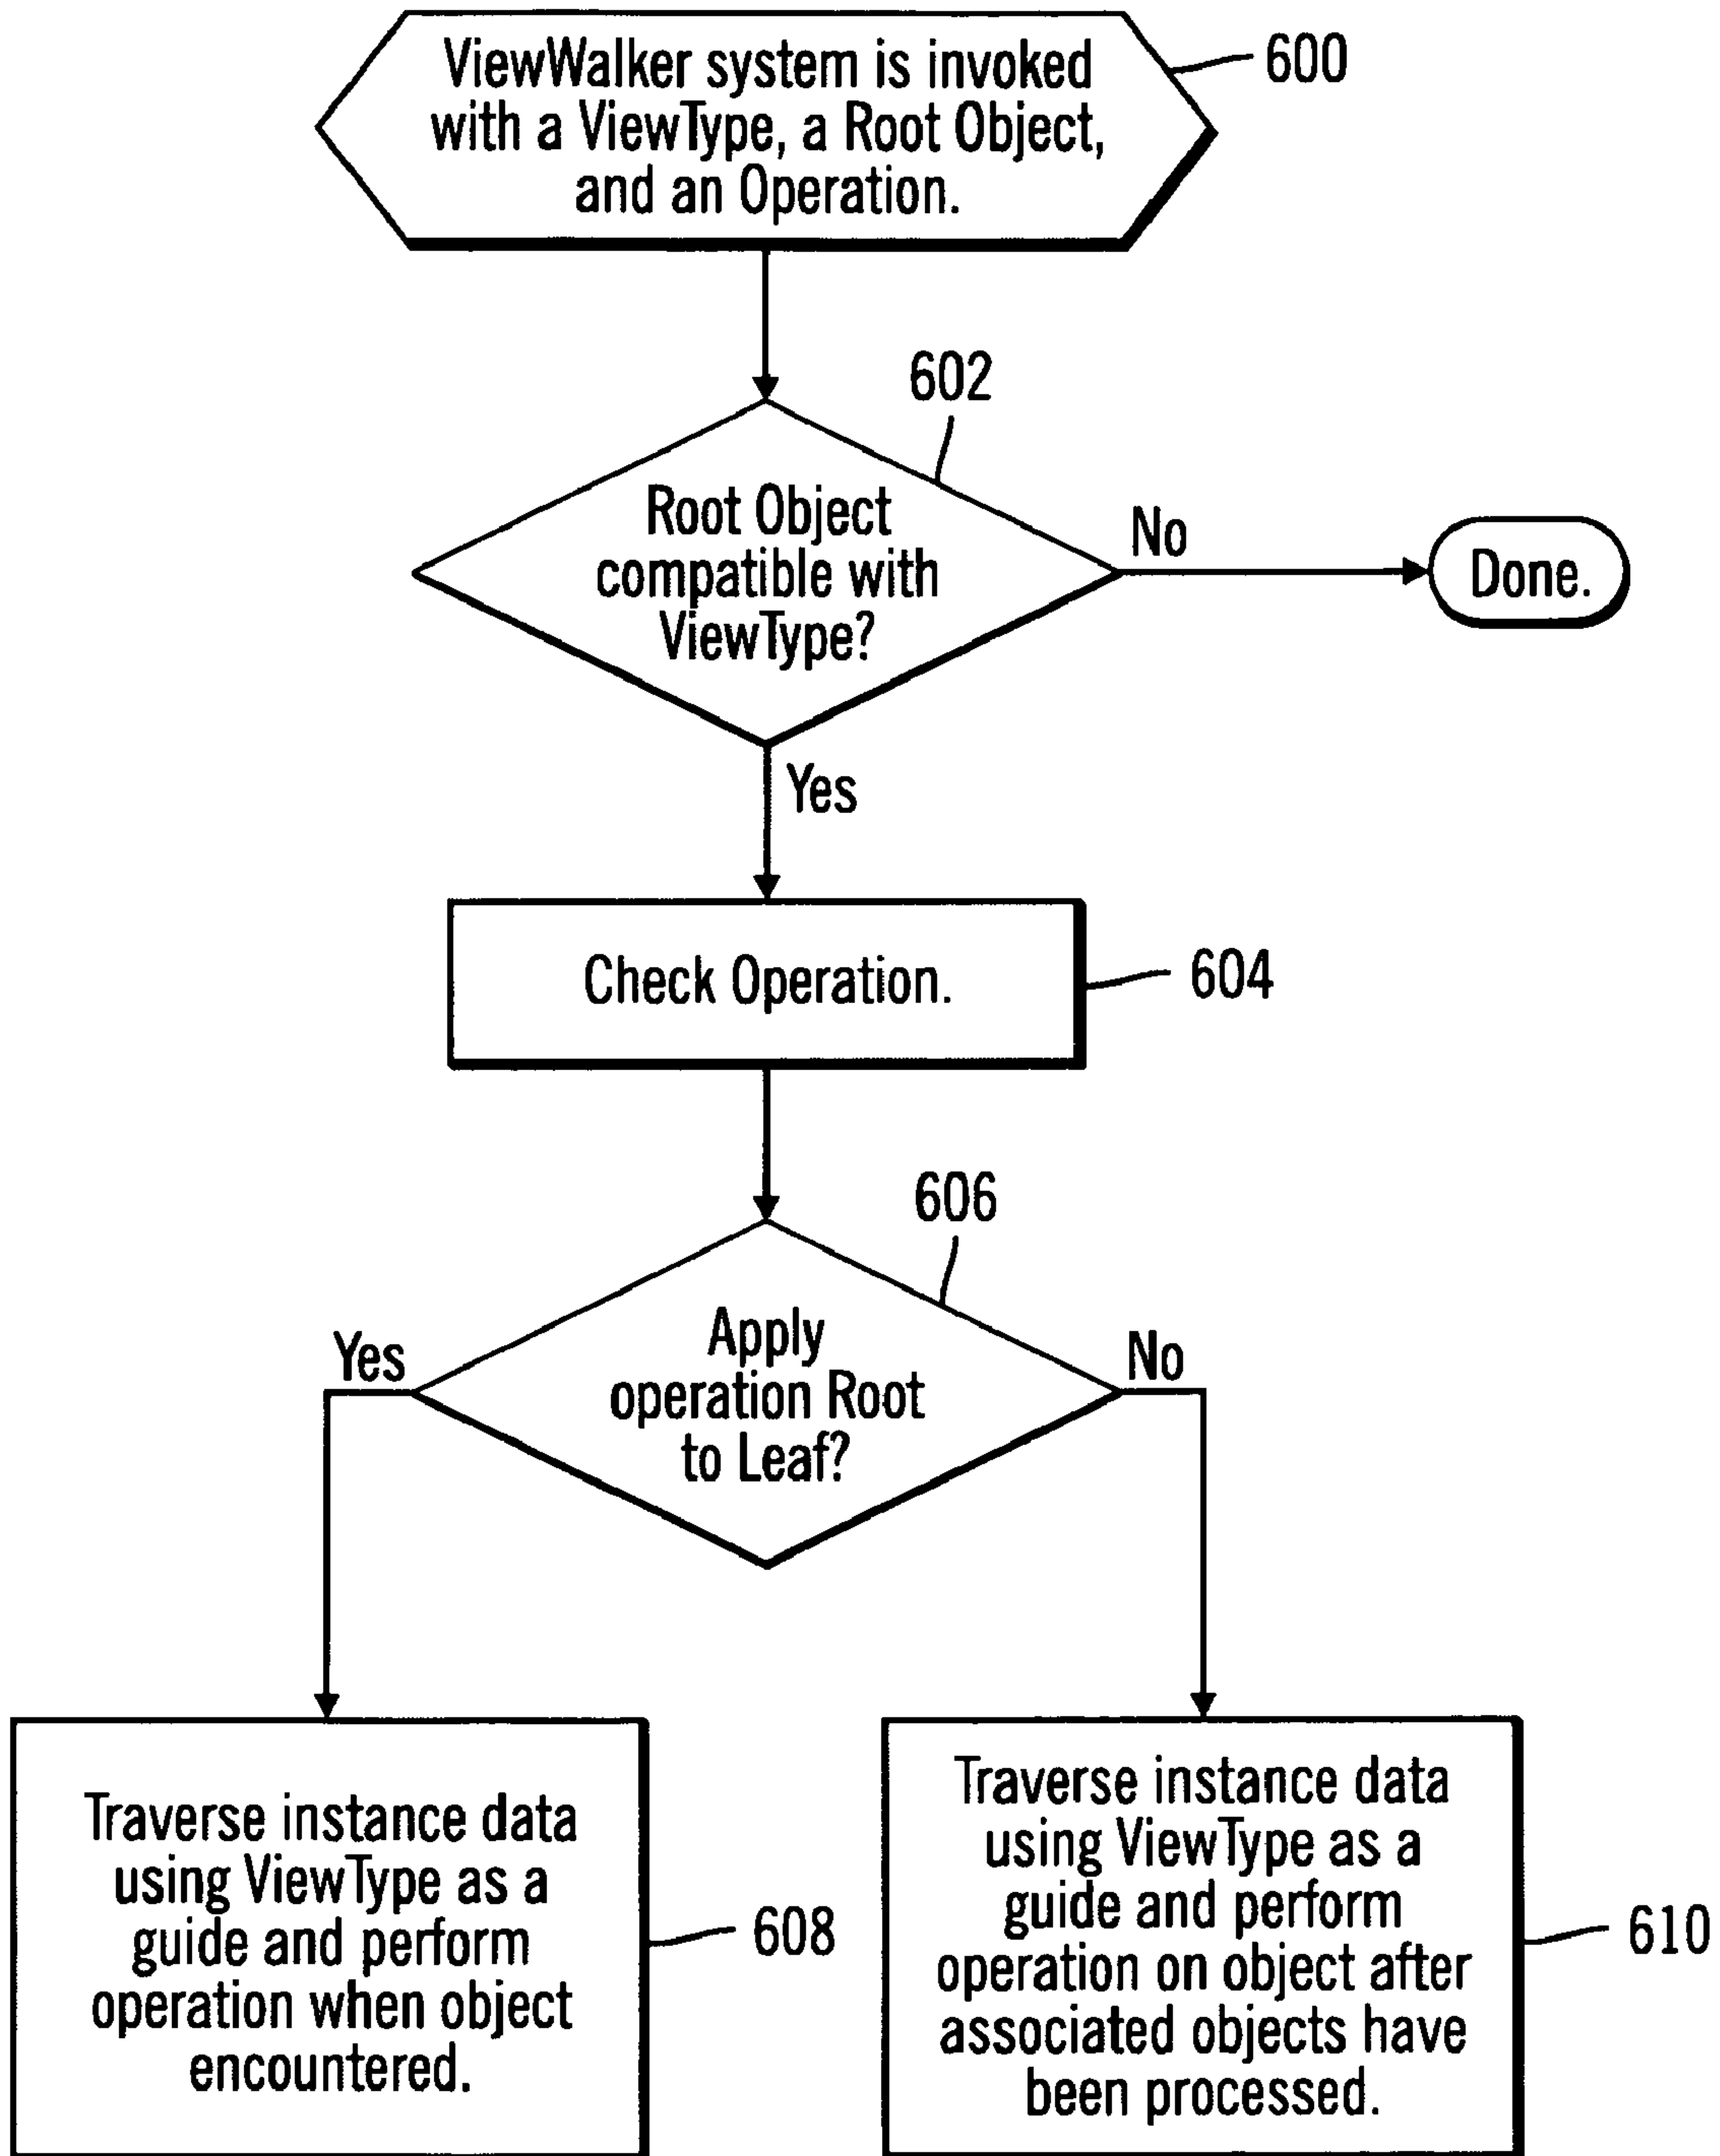 ViewWalker system is invoked
with a ViewType, a Root Object,
and an Operation.
600
602
Root Object
compatible with
ViewType?
No
Done.
Yes
Check Operation.
604
606
Apply
operation Root
to Leaf?
Yes
No
Traverse instance data
using ViewType as a
guide and perform
operation when object
encountered.
608
Traverse instance data
using ViewType as a
guide and perform
operation on object after
associated objects have
been processed.
610